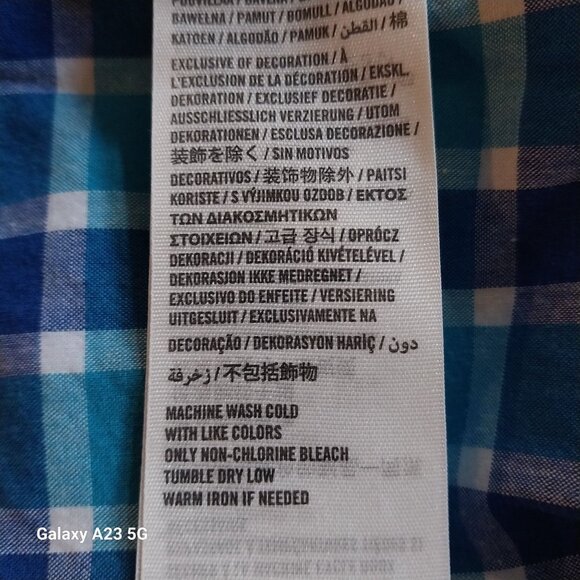 BAWEŁNA / PAMUT / BOMULL / ALGODÃO /
KATOEN / ALGODÃO / PAMUK / القطن / 棉
EXCLUSIVE OF DECORATION / À
L'EXCLUSION DE LA DÉCORATION / EKSKL.
DEKORATION / EXCLUSIEF DECORATIE /
AUSSCHLIESSLICH VERZIERUNG / UTOM
DEKORATIONEN / ESCLUSA DECORAZIONE /
装飾を除く / SIN MOTIVOS
DECORATIVOS / 装饰物除外 / PAITSI
KORISTE / S VÝJIMKOU OZDOB / ΕΚΤΟΣ
ΤΩΝ ΔΙΑΚΟΣΜΗΤΙΚΩΝ
ΣΤΟΙΧΕΙΩΝ / 고급 장식 / OPRÓCZ
DEKORACJI / DEKORÁCIÓ KIVÉTELÉVEL /
DEKORASJON IKKE MEDREGNET /
EXCLUSIVO DO ENFEITE / VERSIERING
UITGESLUIT / EXCLUSIVAMENTE NA
DECORAÇÃO / DEKORASYON HARİÇ / دون
زخرفة / 不包括飾物
MACHINE WASH COLD
WITH LIKE COLORS
ONLY NON-CHLORINE BLEACH
TUMBLE DRY LOW
WARM IRON IF NEEDED
Galaxy A23 5G